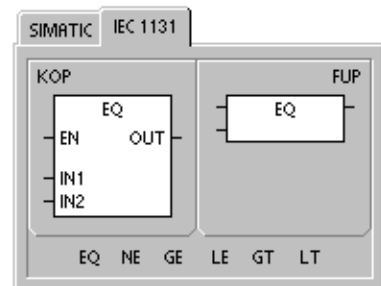 SIMATIC IEC 1131
KOP FUP
EQ EQ
EN OUT
IN1
IN2
EQ NE GE LE GT LT